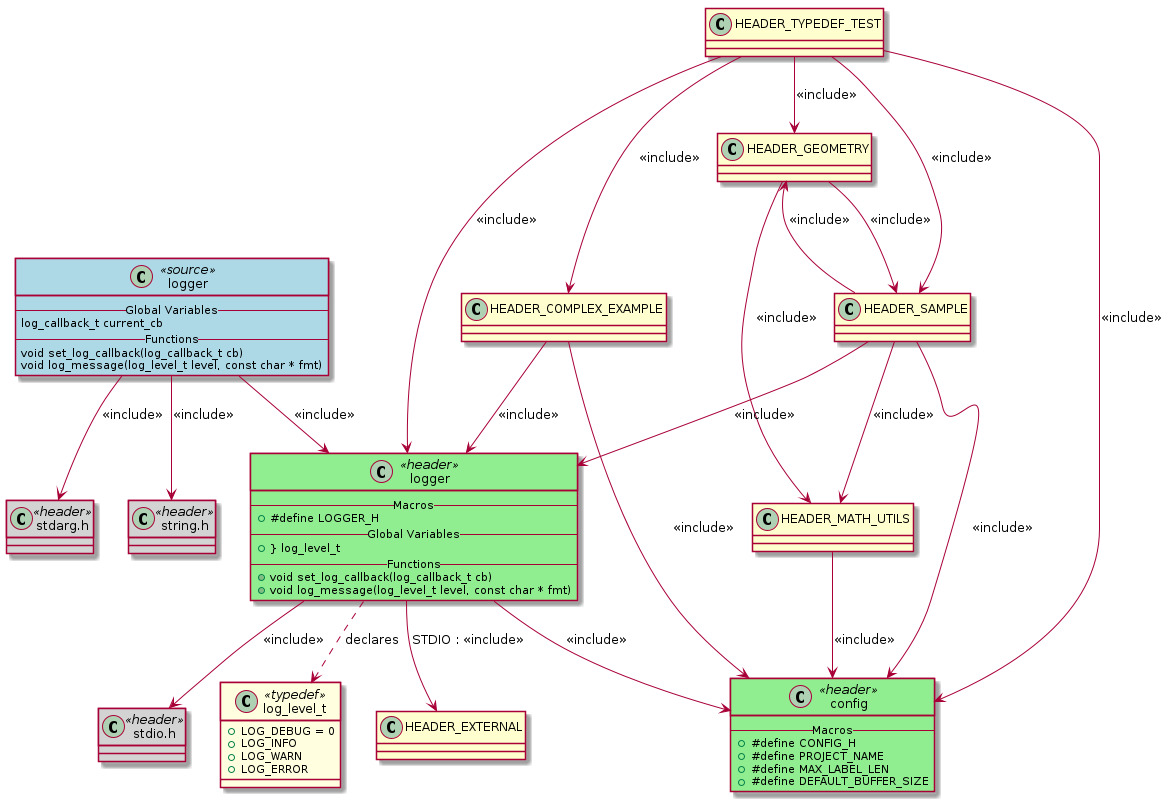 C HEADER_TYPEDEF_TEST
«include»
C HEADER_GEOMETRY
«include»
«include»
«include»
«include»
«include»
C «source»
logger
Global Variables
log_callback_t current_cb
Functions
void set_log_callback(log_callback_t cb)
void log_message(log_level_t level, const char * fmt)
C HEADER_COMPLEX_EXAMPLE
C HEADER_SAMPLE
«include»
«include»
«include»
«include»
«include»
«include»
«include»
«include»
C «header»
logger
Macros
#define LOGGER_H
Global Variables
} log_level_t
Functions
void set_log_callback(log_callback_t cb)
void log_message(log_level_t level, const char * fmt)
C «header»
stdarg.h
C «header»
string.h
C HEADER_MATH_UTILS
«include»
«include»
«include»
declares
STDIO : «include»
«include»
«include»
C «header»
stdio.h
C «typedef»
log_level_t
LOG_DEBUG = 0
LOG_INFO
LOG_WARN
LOG_ERROR
C HEADER_EXTERNAL
C «header»
config
Macros
#define CONFIG_H
#define PROJECT_NAME
#define MAX_LABEL_LEN
#define DEFAULT_BUFFER_SIZE